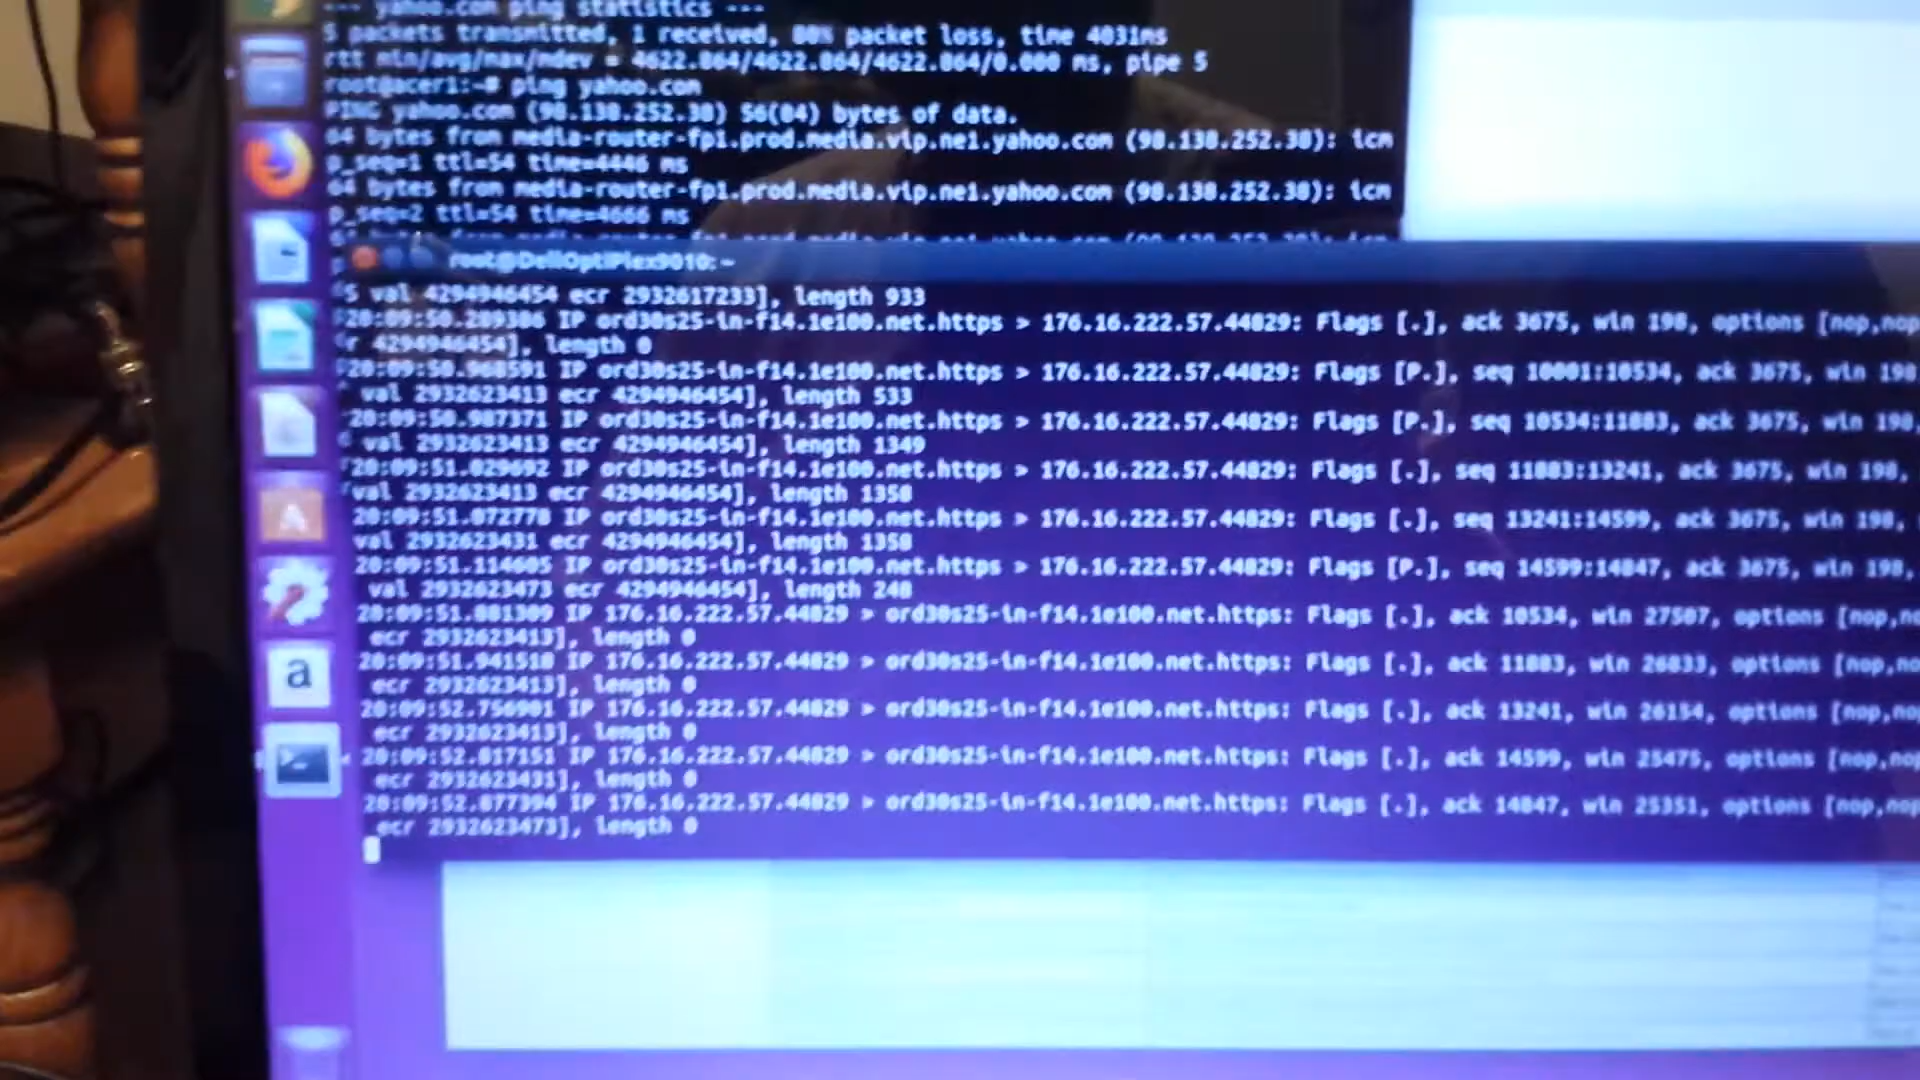 --- yahoo.com ping statistics ---
5 packets transmitted, 1 received, 80% packet loss, time 4031ms
rtt min/avg/max/mdev = 4622.864/4622.864/4622.864/0.000 ms, pipe 5
root@acer1:~# ping yahoo.com
PING yahoo.com (98.138.252.38) 56(84) bytes of data.
64 bytes from media-router-fp1.prod.media.vip.ne1.yahoo.com (98.138.252.38): icm
p_seq=1 ttl=54 time=4446 ms
64 bytes from media-router-fp1.prod.media.vip.ne1.yahoo.com (98.138.252.38): icm
p_seq=2 ttl=54 time=4666 ms
root@DellOptiPlex9010: ~
S val 4294946454 ecr 2932617233], length 933
20:09:50.289386 IP ord30s25-in-f14.1e100.net.https > 176.16.222.57.44829: Flags [.], ack 3675, win 198, options [nop,nop
r 4294946454], length 0
20:09:50.968591 IP ord30s25-in-f14.1e100.net.https > 176.16.222.57.44829: Flags [P.], seq 10001:10534, ack 3675, win 198
val 2932623413 ecr 4294946454], length 533
20:09:50.987371 IP ord30s25-in-f14.1e100.net.https > 176.16.222.57.44829: Flags [P.], seq 10534:11883, ack 3675, win 198,
val 2932623413 ecr 4294946454], length 1349
20:09:51.029692 IP ord30s25-in-f14.1e100.net.https > 176.16.222.57.44829: Flags [.], seq 11883:13241, ack 3675, win 198,
val 2932623413 ecr 4294946454], length 1358
20:09:51.072778 IP ord30s25-in-f14.1e100.net.https > 176.16.222.57.44829: Flags [.], seq 13241:14599, ack 3675, win 198,
val 2932623431 ecr 4294946454], length 1358
20:09:51.114605 IP ord30s25-in-f14.1e100.net.https > 176.16.222.57.44829: Flags [P.], seq 14599:14847, ack 3675, win 198,
val 2932623473 ecr 4294946454], length 248
20:09:51.881309 IP 176.16.222.57.44829 > ord30s25-in-f14.1e100.net.https: Flags [.], ack 10534, win 27507, options [nop,no
ecr 2932623413], length 0
20:09:51.941518 IP 176.16.222.57.44829 > ord30s25-in-f14.1e100.net.https: Flags [.], ack 11883, win 26833, options [nop,no
ecr 2932623413], length 0
20:09:52.756901 IP 176.16.222.57.44829 > ord30s25-in-f14.1e100.net.https: Flags [.], ack 13241, win 26154, options [nop,no
ecr 2932623413], length 0
20:09:52.817151 IP 176.16.222.57.44829 > ord30s25-in-f14.1e100.net.https: Flags [.], ack 14599, win 25475, options [nop,nop
ecr 2932623431], length 0
20:09:52.877394 IP 176.16.222.57.44829 > ord30s25-in-f14.1e100.net.https: Flags [.], ack 14847, win 25351, options [nop,nop
ecr 2932623473], length 0
a